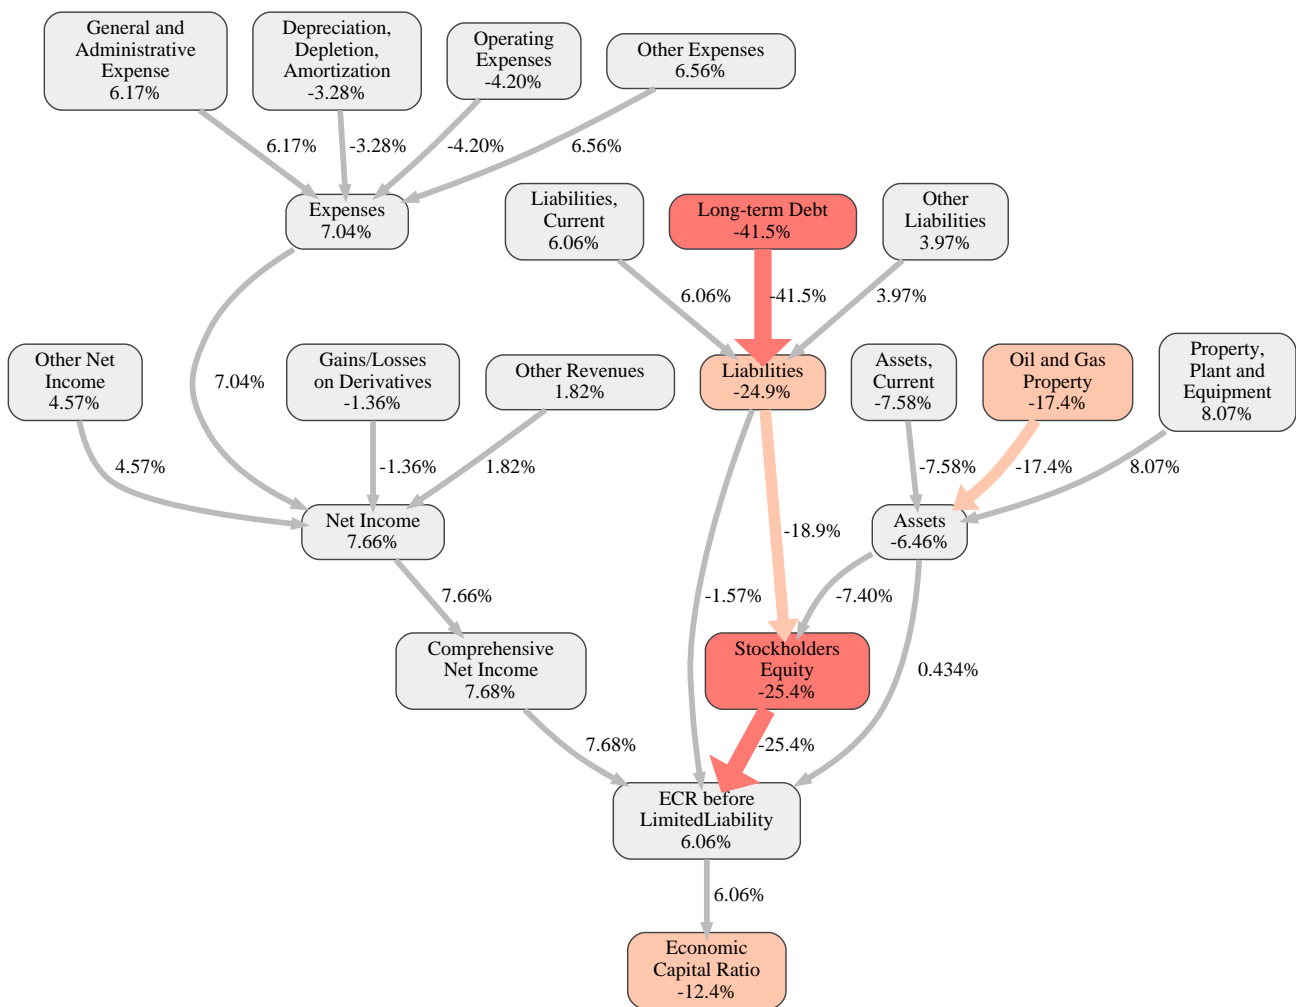 General and
Administrative
Expense
6.17%
Depreciation,
Depletion,
Amortization
-3.28%
Operating
Expenses
-4.20%
Other Expenses
6.56%
6.17%
-3.28%
-4.20%
6.56%
Expenses
7.04%
Liabilities,
Current
6.06%
Long-term Debt
-41.5%
Other
Liabilities
3.97%
6.06%
-41.5%
3.97%
Other Net
Income
4.57%
7.04%
Gains/Losses
on Derivatives
-1.36%
Other Revenues
1.82%
Liabilities
-24.9%
Assets,
Current
-7.58%
Oil and Gas
Property
-17.4%
Property,
Plant and
Equipment
8.07%
4.57%
-1.36%
1.82%
-7.58%
-17.4%
8.07%
Net Income
7.66%
-18.9%
Assets
-6.46%
7.66%
-1.57%
-7.40%
Comprehensive
Net Income
7.68%
Stockholders
Equity
-25.4%
0.434%
7.68%
-25.4%
ECR before
LimitedLiability
6.06%
6.06%
Economic
Capital Ratio
-12.4%